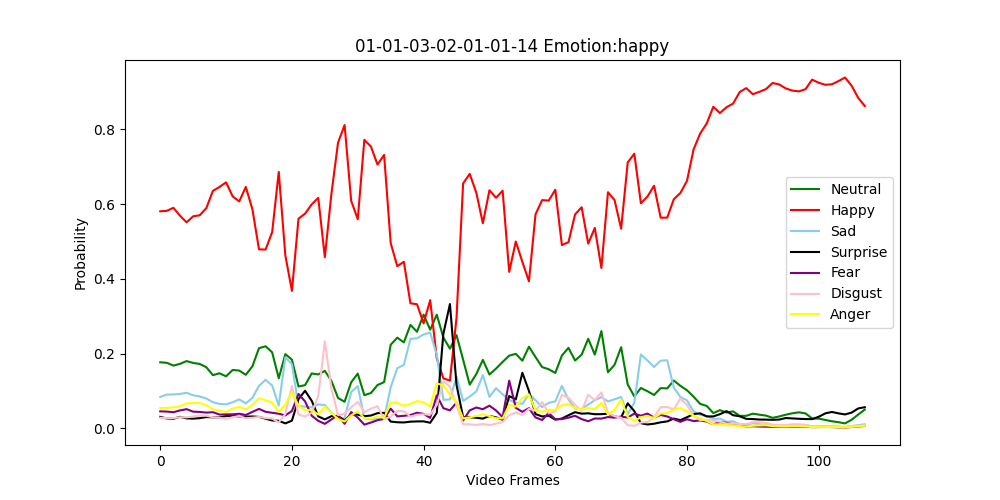 01-01-03-02-01-01-14 Emotion:happy
Probability
0.8
0.6
0.4
0.2
0.0
Neutral
Happy
Sad
Surprise
Fear
Disgust
Anger
0 20 40 60 80 100
Video Frames